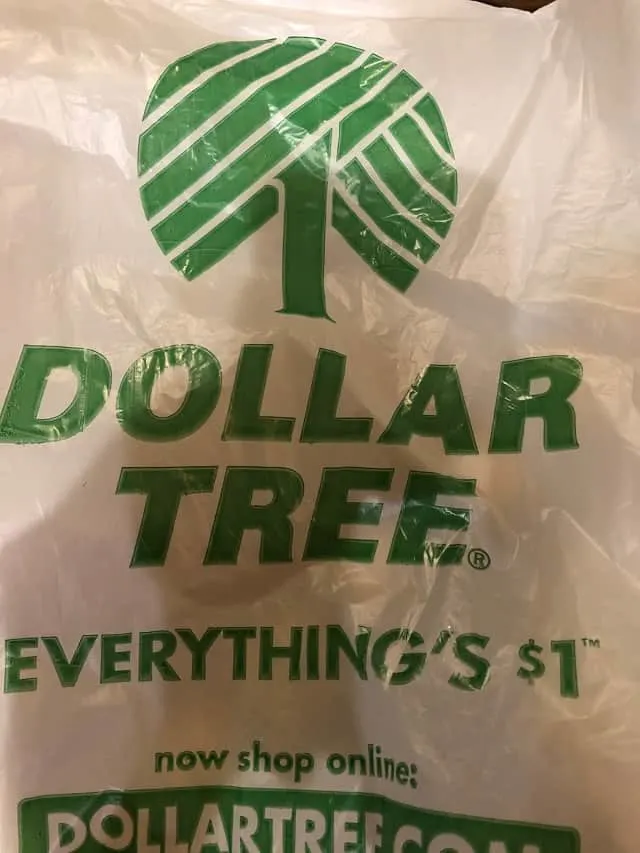 DOLLAR
TREE®
EVERYTHING'S $1™
now shop online:
DOLLARTREE.COM